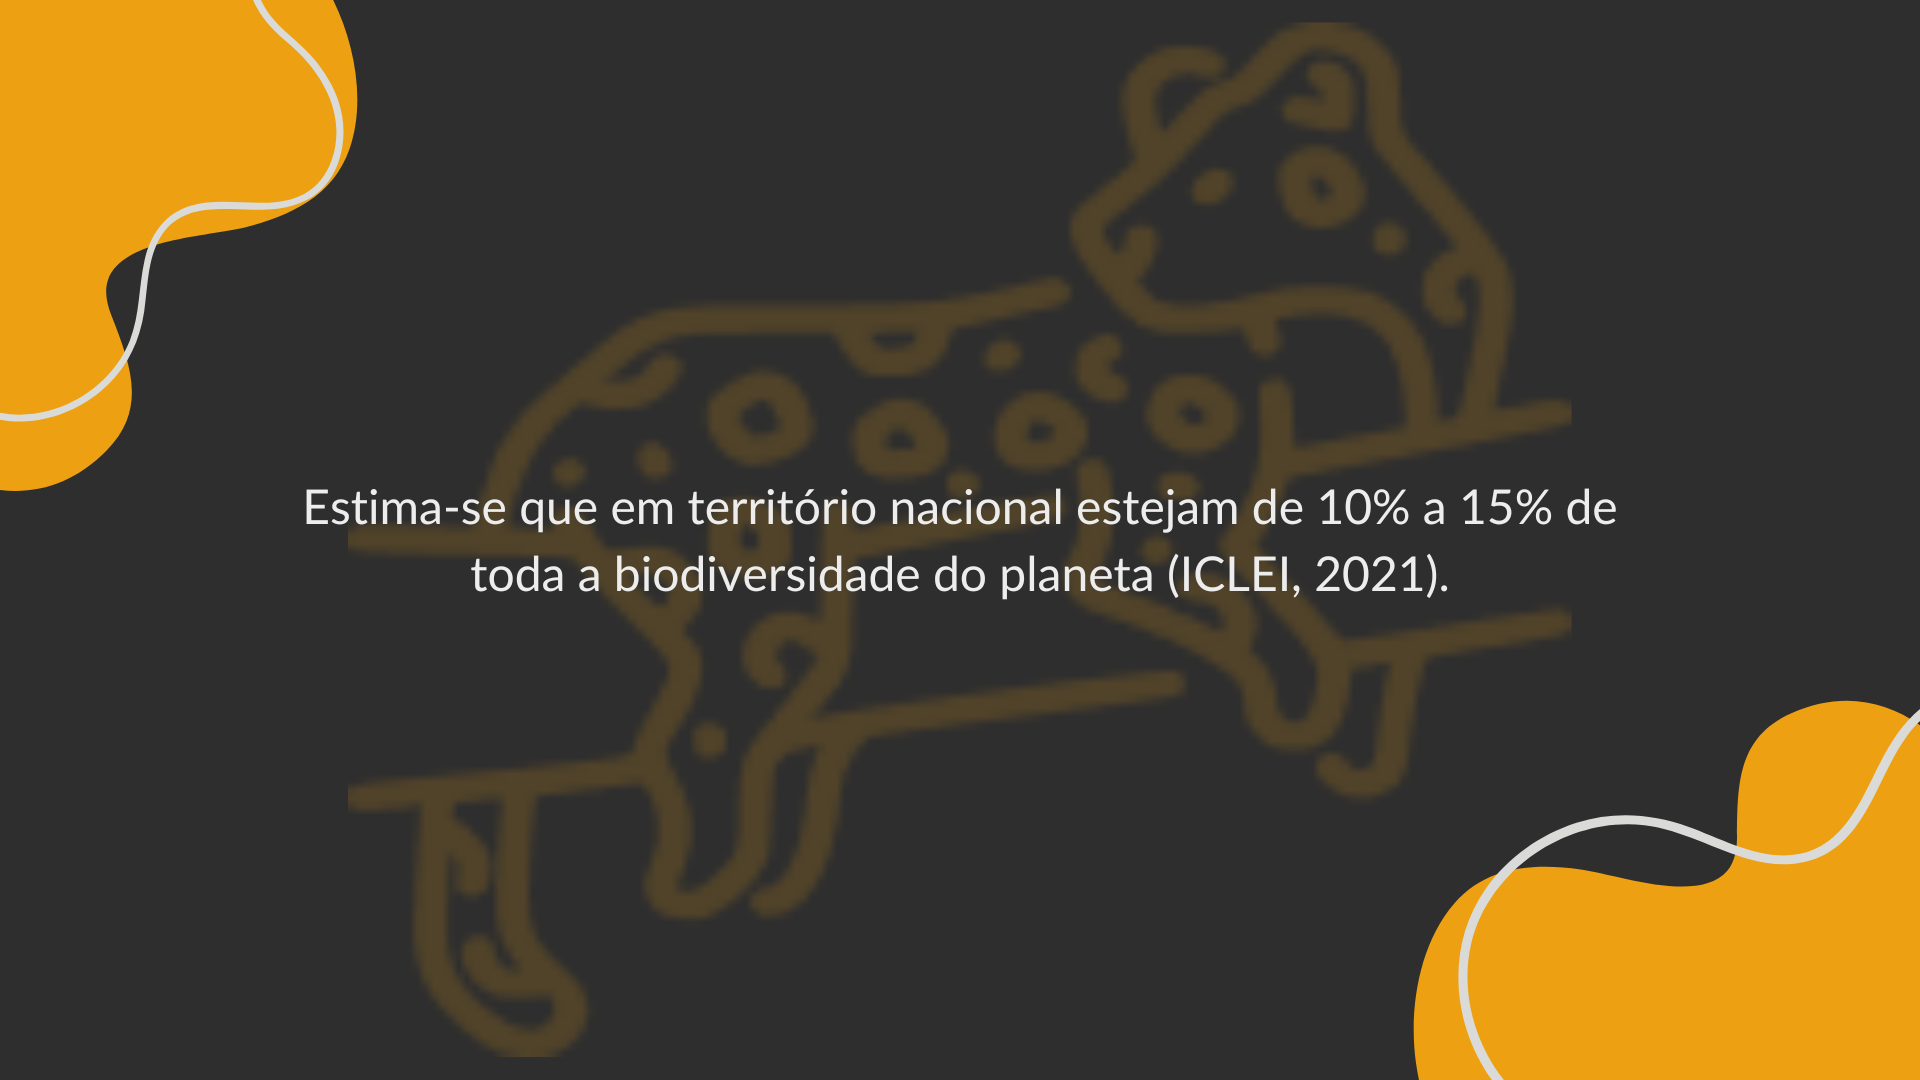 Estima-se que em território nacional estejam de 10% a 15% de
toda a biodiversidade do planeta (ICLEI, 2021).